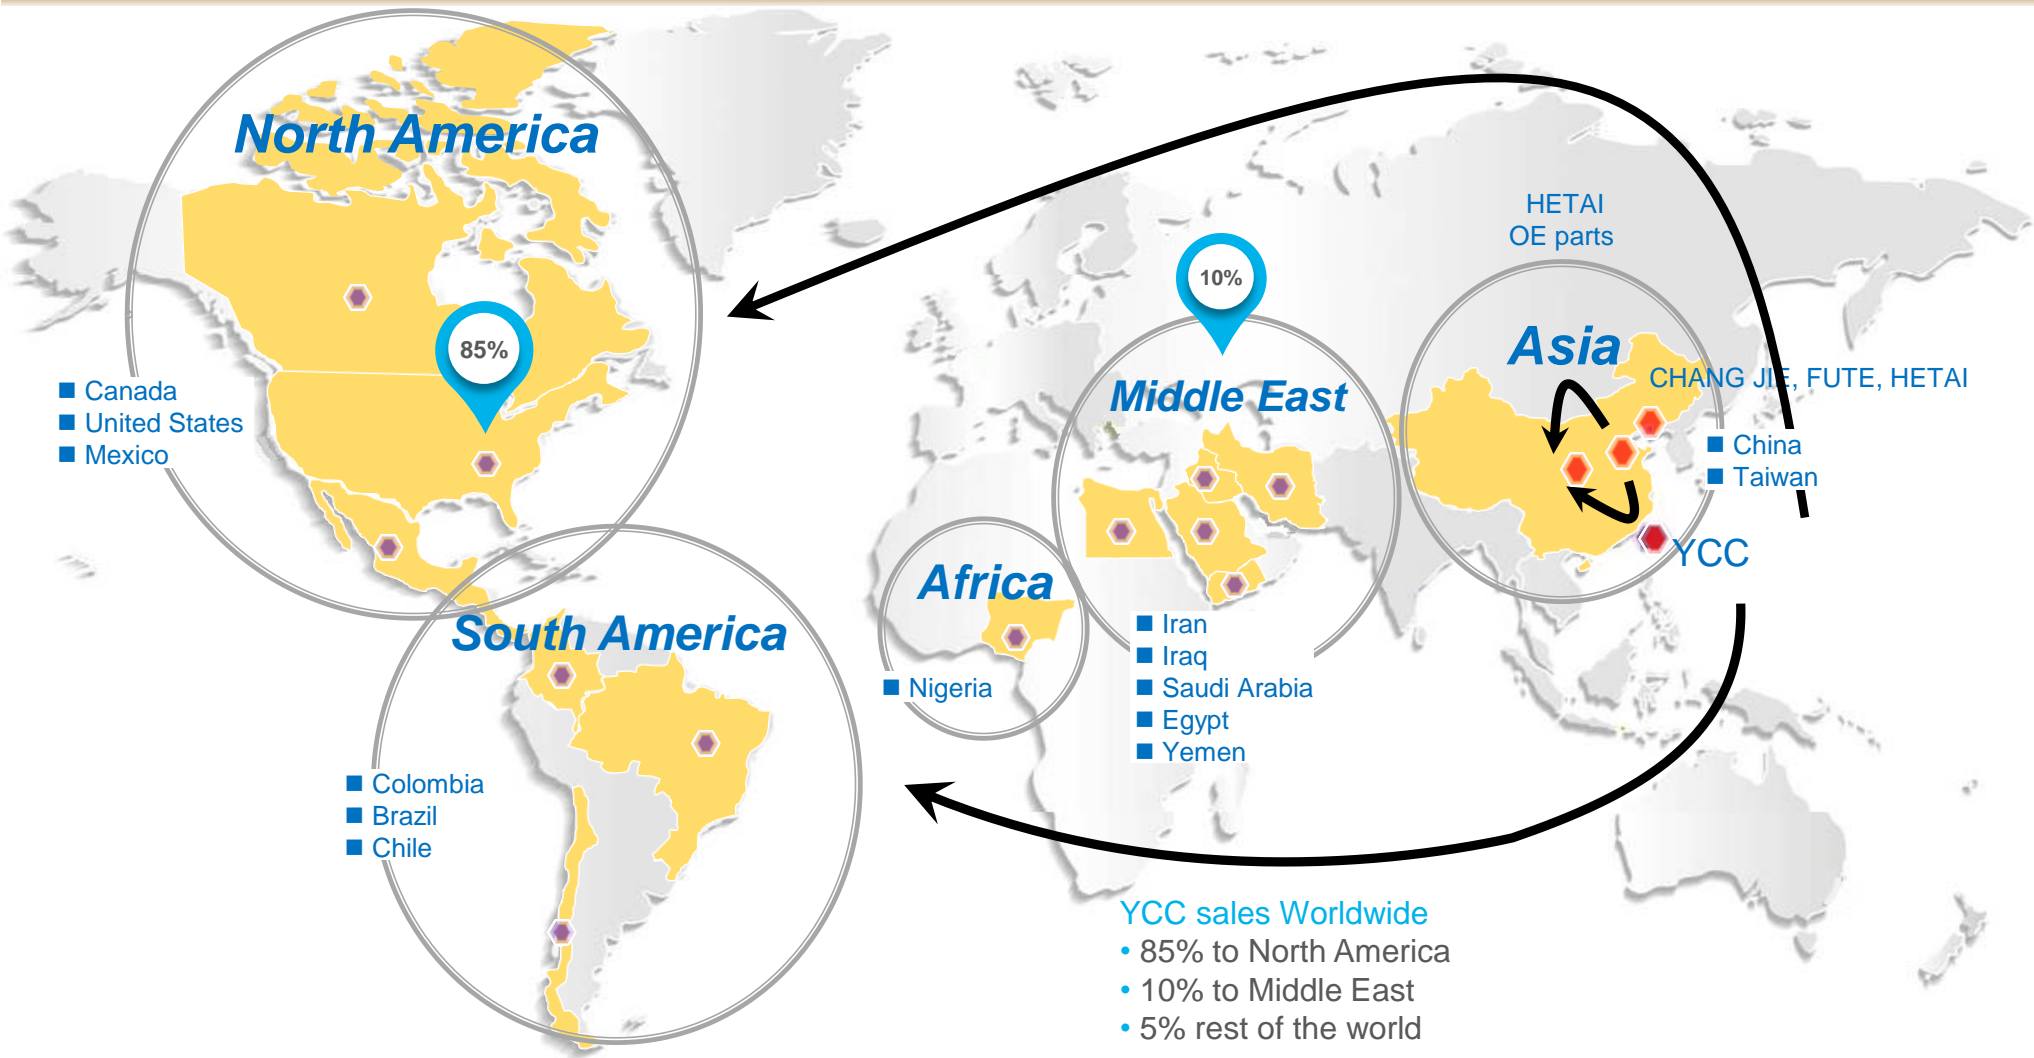 North America
85%
■ Canada
■ United States
■ Mexico
South America
■ Colombia
■ Brazil
■ Chile
Africa
■ Nigeria
10%
Middle East
■ Iran
■ Iraq
■ Saudi Arabia
■ Egypt
■ Yemen
HETAI
OE parts
Asia
CHANG JIE, FUTE, HETAI
■ China
■ Taiwan
YCC
YCC sales Worldwide
• 85% to North America
• 10% to Middle East
• 5% rest of the world